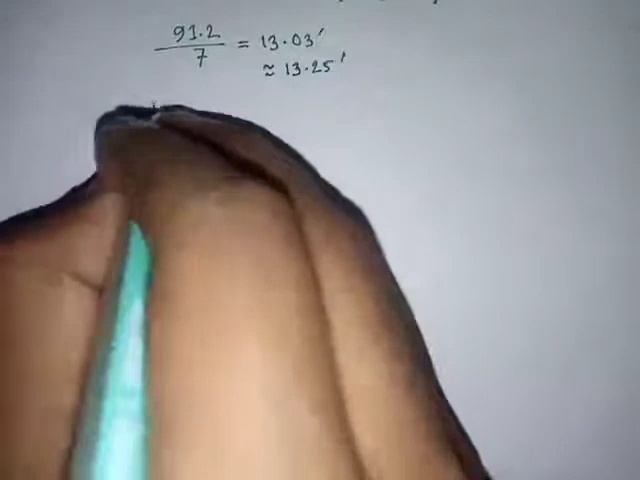 91.2 / 7 = 13.03'
≈ 13.25'